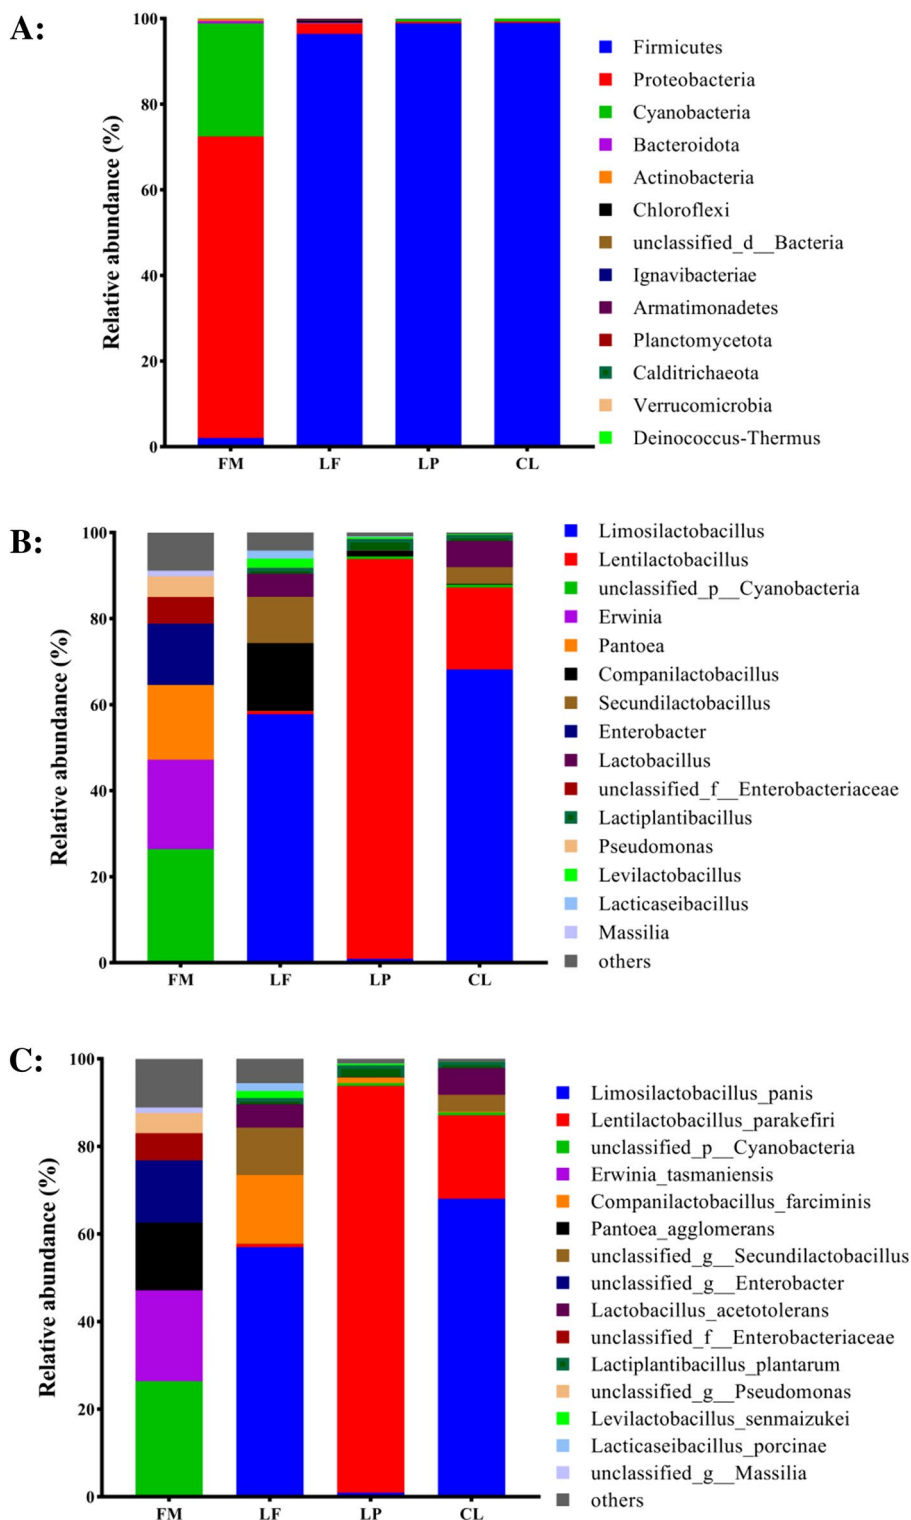 A:
Relative abundance (%)
100
80
60
40
20
0
FM LF LP CL
Firmicutes
Proteobacteria
Cyanobacteria
Bacteroidota
Actinobacteria
Chloroflexi
unclassified_d__Bacteria
Ignavibacteriae
Armatimonadetes
Planctomycetota
Calditrichaeota
Verrucomicrobia
Deinococcus-Thermus
B:
Relative abundance (%)
100
80
60
40
20
0
FM LF LP CL
Limosilactobacillus
Lentilactobacillus
unclassified_p__Cyanobacteria
Erwinia
Pantoea
Companilactobacillus
Secundilactobacillus
Enterobacter
Lactobacillus
unclassified_f__Enterobacteriaceae
Lactiplantibacillus
Pseudomonas
Levilactobacillus
Lacticaseibacillus
Massilia
others
C:
Relative abundance (%)
100
80
60
40
20
0
FM LF LP CL
Limosilactobacillus_panis
Lentilactobacillus_parakefiri
unclassified_p__Cyanobacteria
Erwinia_tasmaniensis
Companilactobacillus_farciminis
Pantoea_agglomerans
unclassified_g__Secundilactobacillus
unclassified_g__Enterobacter
Lactobacillus_acetotolerans
unclassified_f__Enterobacteriaceae
Lactiplantibacillus_plantarum
unclassified_g__Pseudomonas
Levilactobacillus_senmaizukei
Lacticaseibacillus_porcinae
unclassified_g__Massilia
others